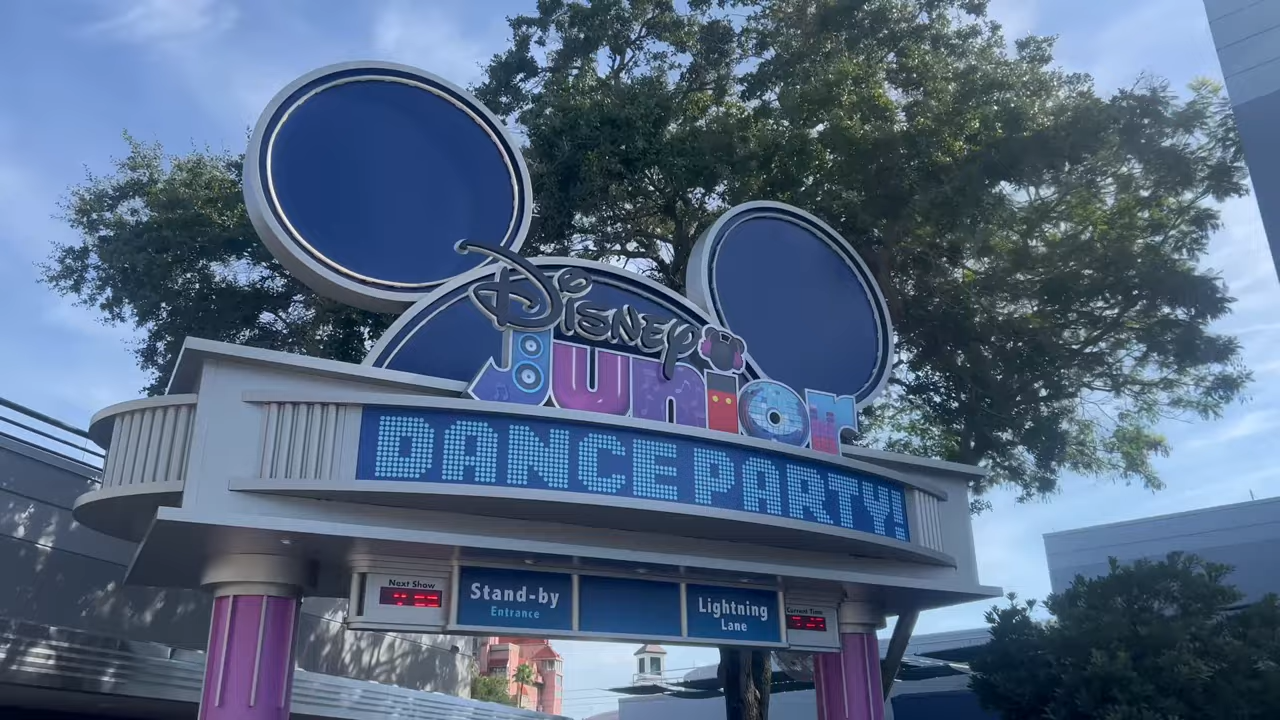 Disney
Junior
DANCE PARTY!
Next Show
Stand-by
Entrance
Lightning
Lane
Current Time